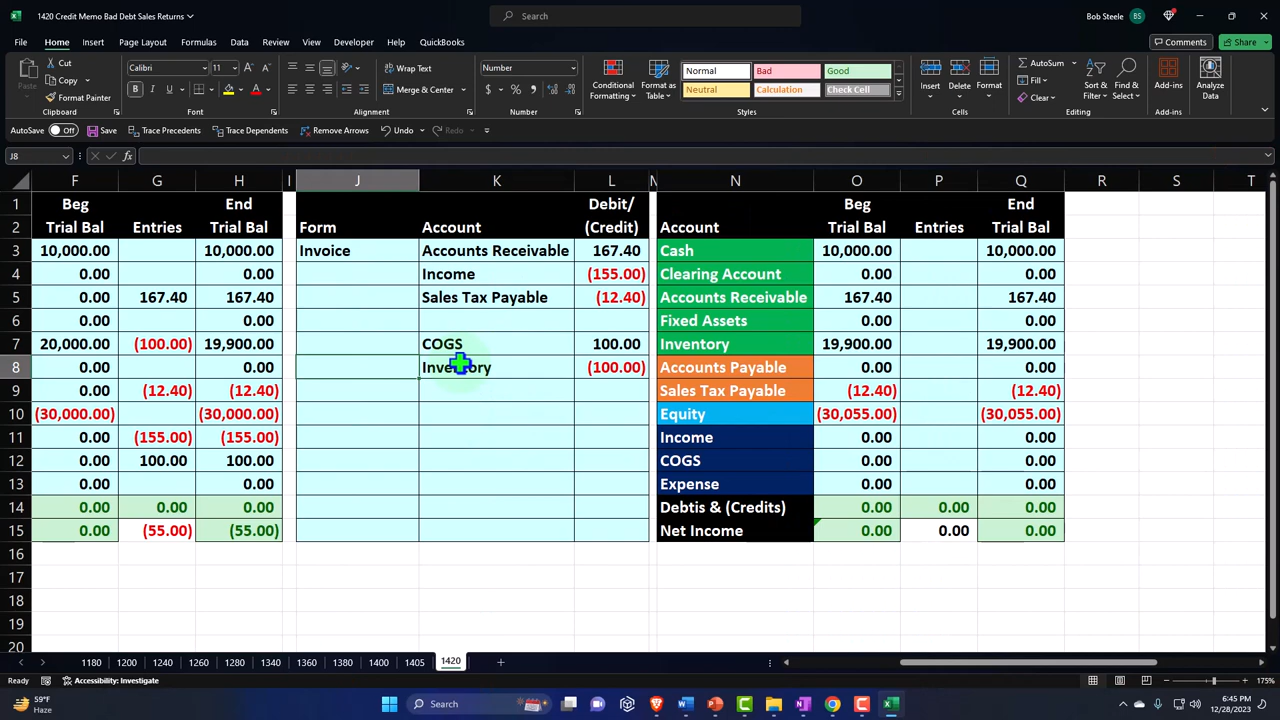 1420 Credit Memo Bad Debt Sales Returns
Search
Bob Steele
BS
File Home Insert Page Layout Formulas Data Review View Developer Automate Help QuickBooks
Comments
Share
Paste
Cut
Copy
Format Painter
Clipboard
Calibri
11
B I U
Font
Wrap Text
Merge & Center
Alignment
Number
$ % ,
Number
Conditional Formatting
Format as Table
Normal Bad Good
Neutral Calculation Check Cell
Styles
Insert Delete Format
Cells
AutoSum
Fill
Clear
Sort & Filter
Find & Select
Editing
Add-ins
Add-ins
Analyze Data
AutoSave Off Save Trace Precedents Trace Dependents Remove Arrows Undo Redo
J8 fx
F G H I J K L M N O P Q R S T
1 Beg End Debit/ Beg End
2 Trial Bal Entries Trial Bal Form Account (Credit) Account Trial Bal Entries Trial Bal
3 10,000.00 10,000.00 Invoice Accounts Receivable 167.40 Cash 10,000.00 10,000.00
4 0.00 0.00 Income (155.00) Clearing Account 0.00 0.00
5 0.00 167.40 167.40 Sales Tax Payable (12.40) Accounts Receivable 167.40 167.40
6 0.00 0.00 Fixed Assets 0.00 0.00
7 20,000.00 (100.00) 19,900.00 COGS 100.00 Inventory 19,900.00 19,900.00
8 0.00 0.00 Inventory (100.00) Accounts Payable 0.00 0.00
9 0.00 (12.40) (12.40) Sales Tax Payable (12.40) (12.40)
10 (30,000.00) (30,000.00) Equity (30,055.00) (30,055.00)
11 0.00 (155.00) (155.00) Income 0.00 0.00
12 0.00 100.00 100.00 COGS 0.00 0.00
13 0.00 0.00 Expense 0.00 0.00
14 0.00 0.00 0.00 Debtis & (Credits) 0.00 0.00 0.00
15 0.00 (55.00) (55.00) Net Income 0.00 0.00 0.00
16
17
18
19
20
1180 1200 1240 1260 1280 1340 1360 1380 1400 1405 1420
Ready
Accessibility: Investigate
175%
59°F
Haze
Search
6:45 PM
12/28/2023